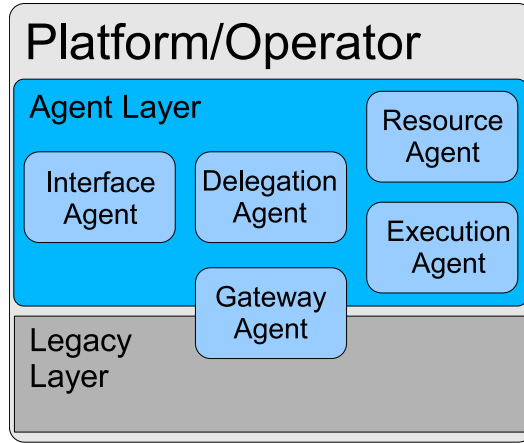 Platform/Operator
Agent Layer
Resource
Agent
Interface
Agent
Delegation
Agent
Execution
Agent
Gateway
Agent
Legacy
Layer